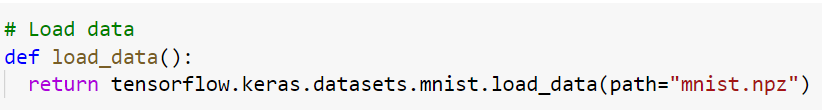 # Load data
def load_data():
  return tensorflow.keras.datasets.mnist.load_data(path="mnist.npz")